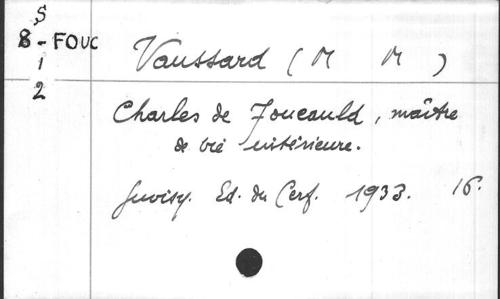 S
8 - FOUC
1
2
Vaussard (M M)
Charles de Foucauld, maître
de vie intérieure.
Juvisy. Ed. du Cerf. 1933. 16.